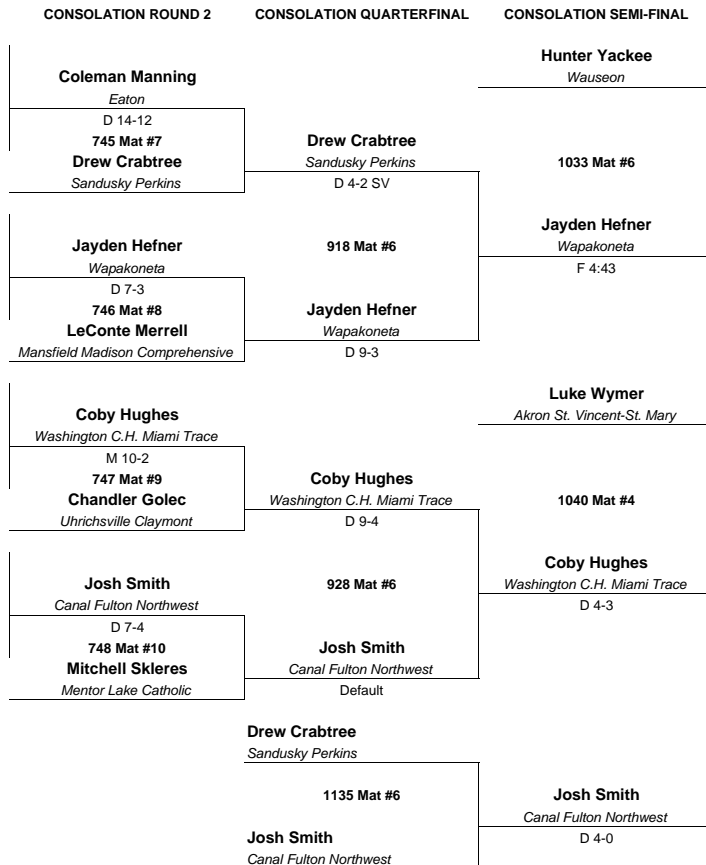 CONSOLATION ROUND 2
CONSOLATION QUARTERFINAL
CONSOLATION SEMI-FINAL
Coleman Manning
Eaton
D 14-12
745 Mat #7
Drew Crabtree
Sandusky Perkins
Jayden Hefner
Wapakoneta
D 7-3
746 Mat #8
LeConte Merrell
Mansfield Madison Comprehensive
Coby Hughes
Washington C.H. Miami Trace
M 10-2
747 Mat #9
Chandler Golec
Uhrichsville Claymont
Josh Smith
Canal Fulton Northwest
D 7-4
748 Mat #10
Mitchell Skleres
Mentor Lake Catholic
Drew Crabtree
Sandusky Perkins
D 4-2 SV
918 Mat #6
Jayden Hefner
Wapakoneta
D 9-3
Coby Hughes
Washington C.H. Miami Trace
D 9-4
928 Mat #6
Josh Smith
Canal Fulton Northwest
Default
Drew Crabtree
Sandusky Perkins
1135 Mat #6
Josh Smith
Canal Fulton Northwest
Hunter Yackee
Wauseon
1033 Mat #6
Jayden Hefner
Wapakoneta
F 4:43
Luke Wymer
Akron St. Vincent-St. Mary
1040 Mat #4
Coby Hughes
Washington C.H. Miami Trace
D 4-3
Josh Smith
Canal Fulton Northwest
D 4-0